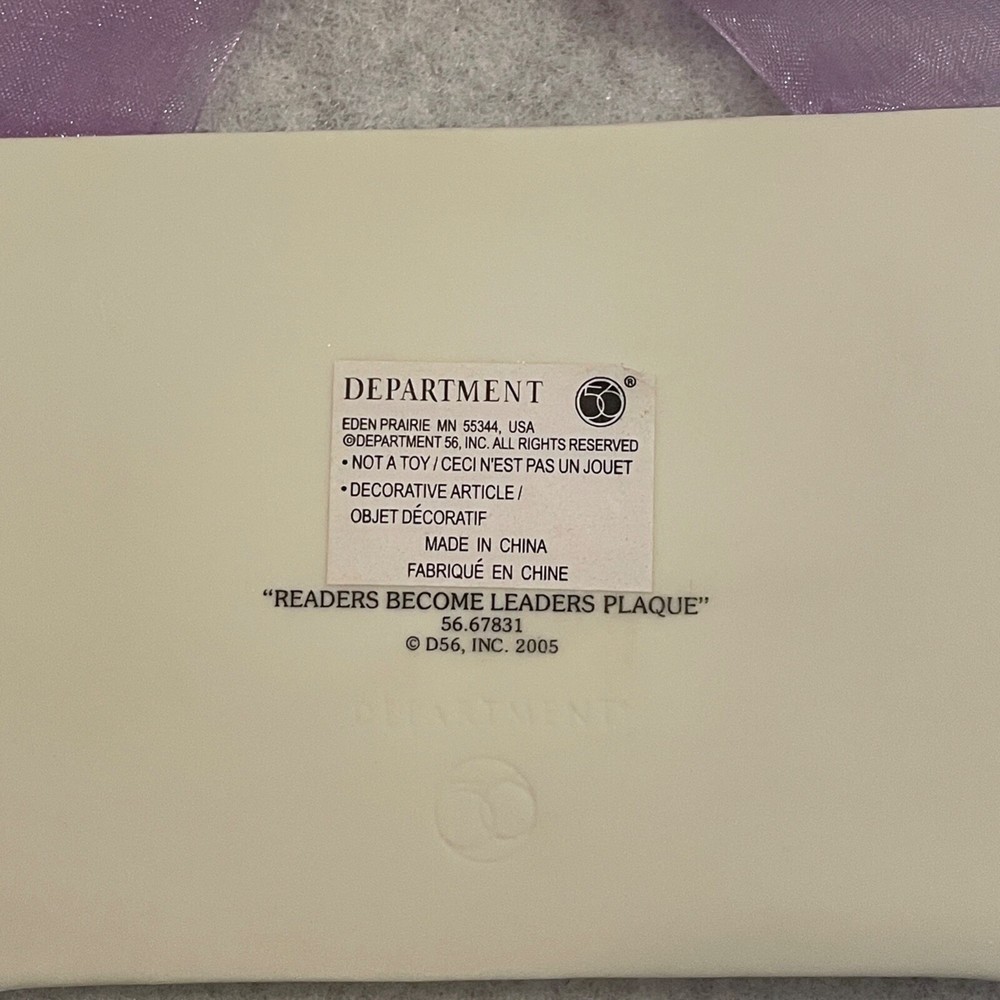 DEPARTMENT 56®
EDEN PRAIRIE MN 55344, USA
©DEPARTMENT 56, INC. ALL RIGHTS RESERVED
• NOT A TOY / CECI N'EST PAS UN JOUET
• DECORATIVE ARTICLE /
OBJET DÉCORATIF
MADE IN CHINA
FABRIQUÉ EN CHINE
“READERS BECOME LEADERS PLAQUE”
56.67831
© D56, INC. 2005
DEPARTMENT
56